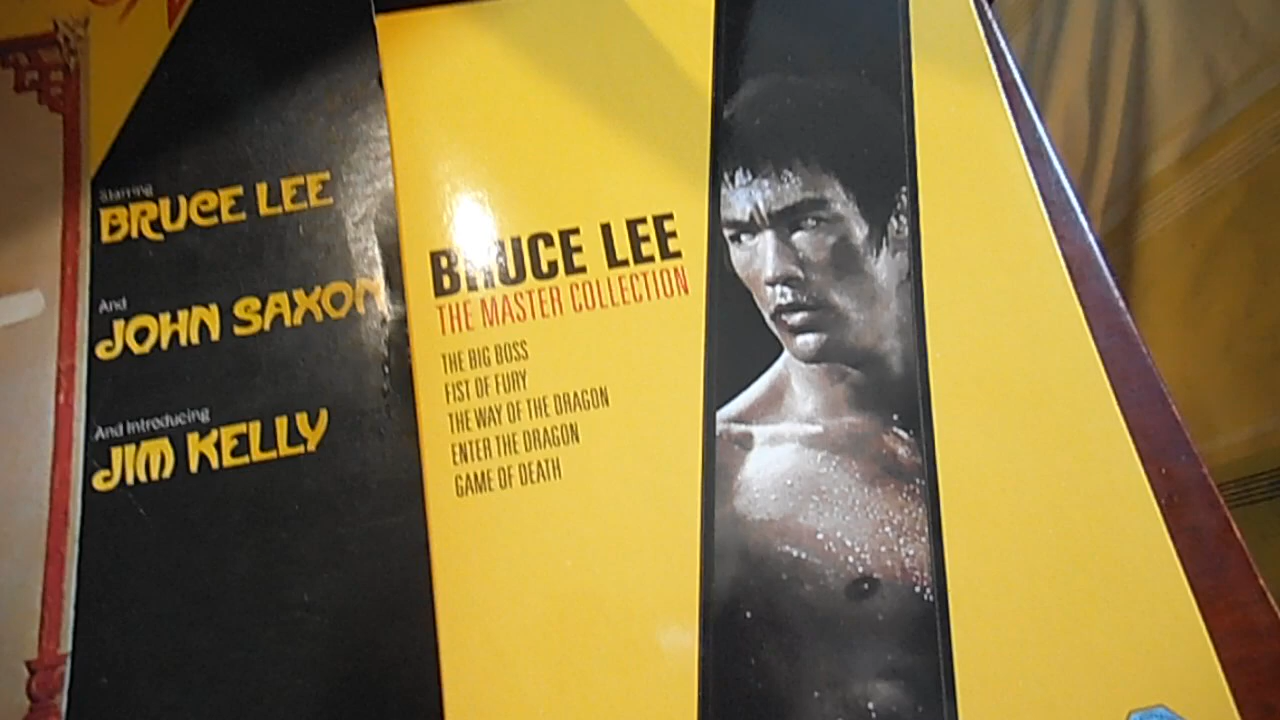 Starring
BRUCE LEE
And
JOHN SAXON
And Introducing
JIM KELLY
BRUCE LEE
THE MASTER COLLECTION
THE BIG BOSS
FIST OF FURY
THE WAY OF THE DRAGON
ENTER THE DRAGON
GAME OF DEATH